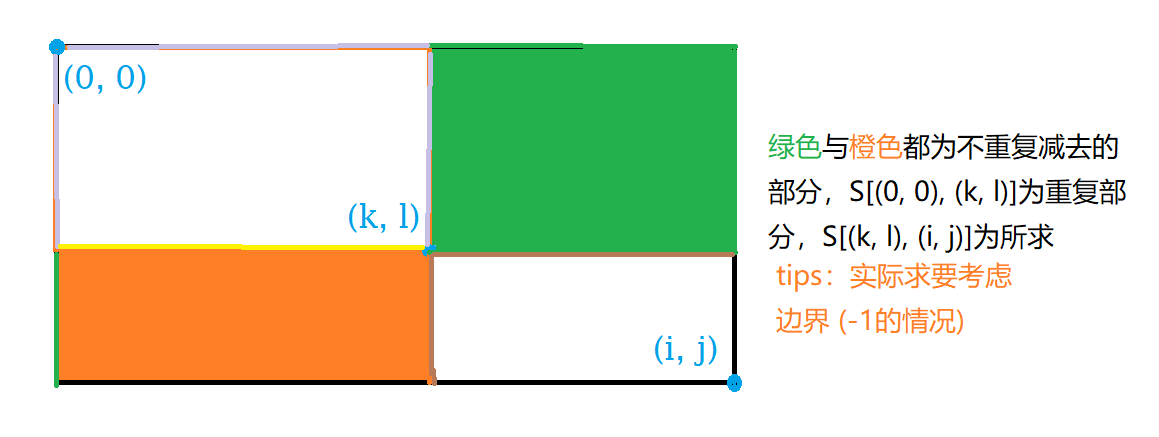 (0, 0)
(k, l)
(i, j)
绿色与橙色都为不重复减去的
部分，S[(0, 0), (k, l)]为重复部
分，S[(k, l), (i, j)]为所求
tips：实际求要考虑
边界 (-1的情况)